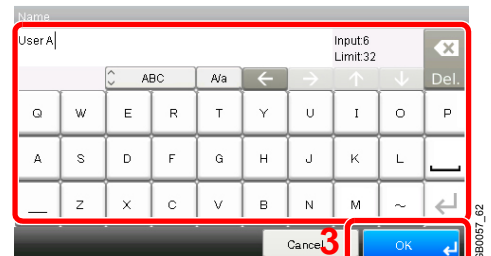 Name
User A
Input:6
Limit:32
ABC A/a Del.
Q W E R T Y U I O P
A S D F G H J K L
_ Z X C V B N M ~
Cancel 3 OK
GB0057_62